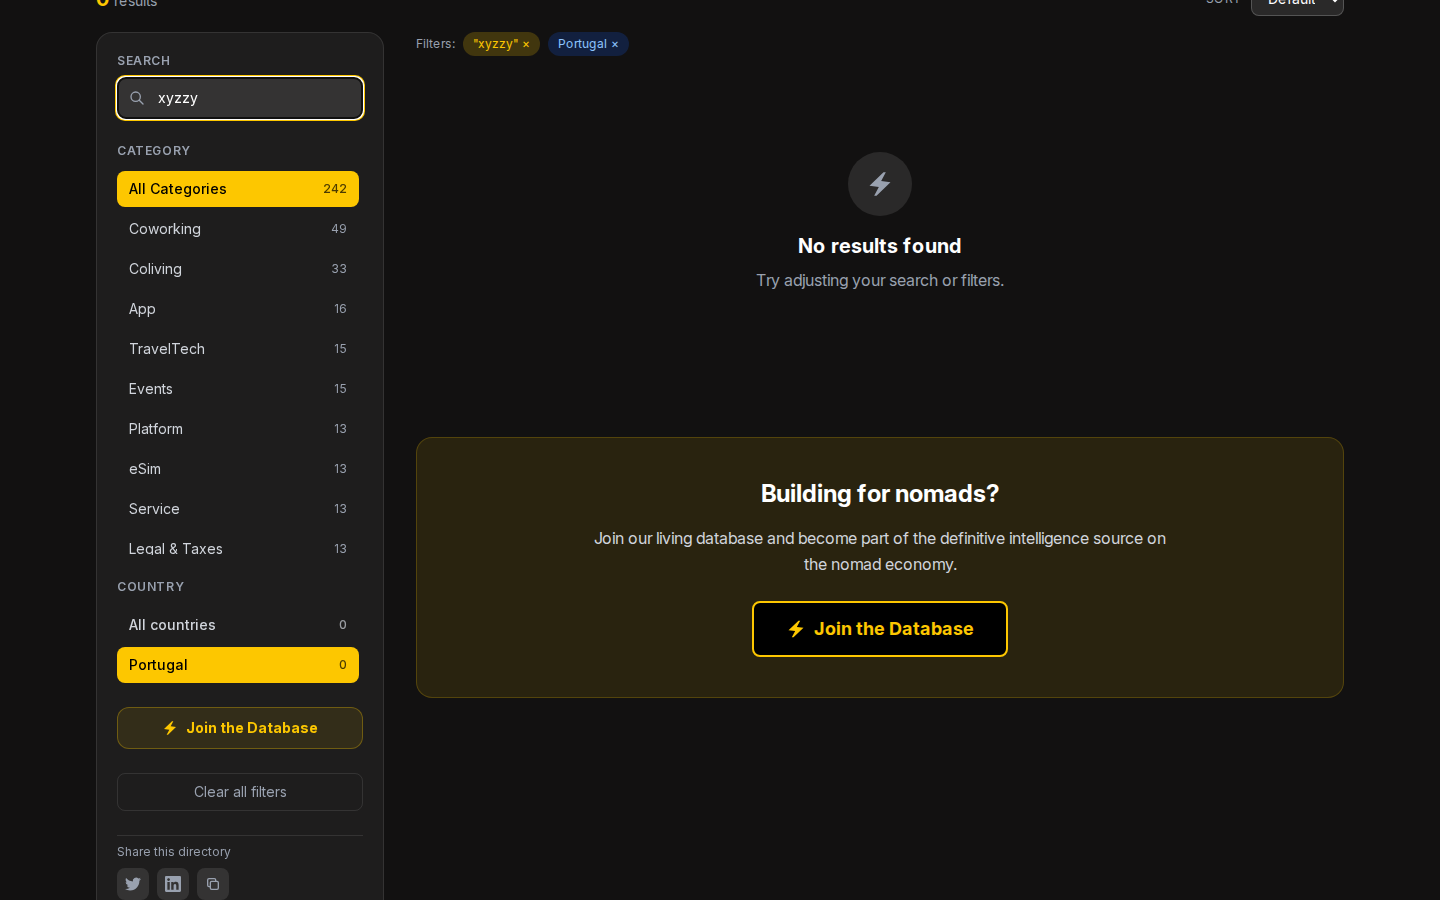 results
Default
SEARCH
xyzzy
CATEGORY
All Categories 242
Coworking 49
Coliving 33
App 16
TravelTech 15
Events 15
Platform 13
eSim 13
Service 13
Legal & Taxes 13
COUNTRY
All countries 0
Portugal 0
Join the Database
Clear all filters
Share this directory
Filters: "xyzzy" × Portugal ×
No results found
Try adjusting your search or filters.
Building for nomads?
Join our living database and become part of the definitive intelligence source on
the nomad economy.
Join the Database